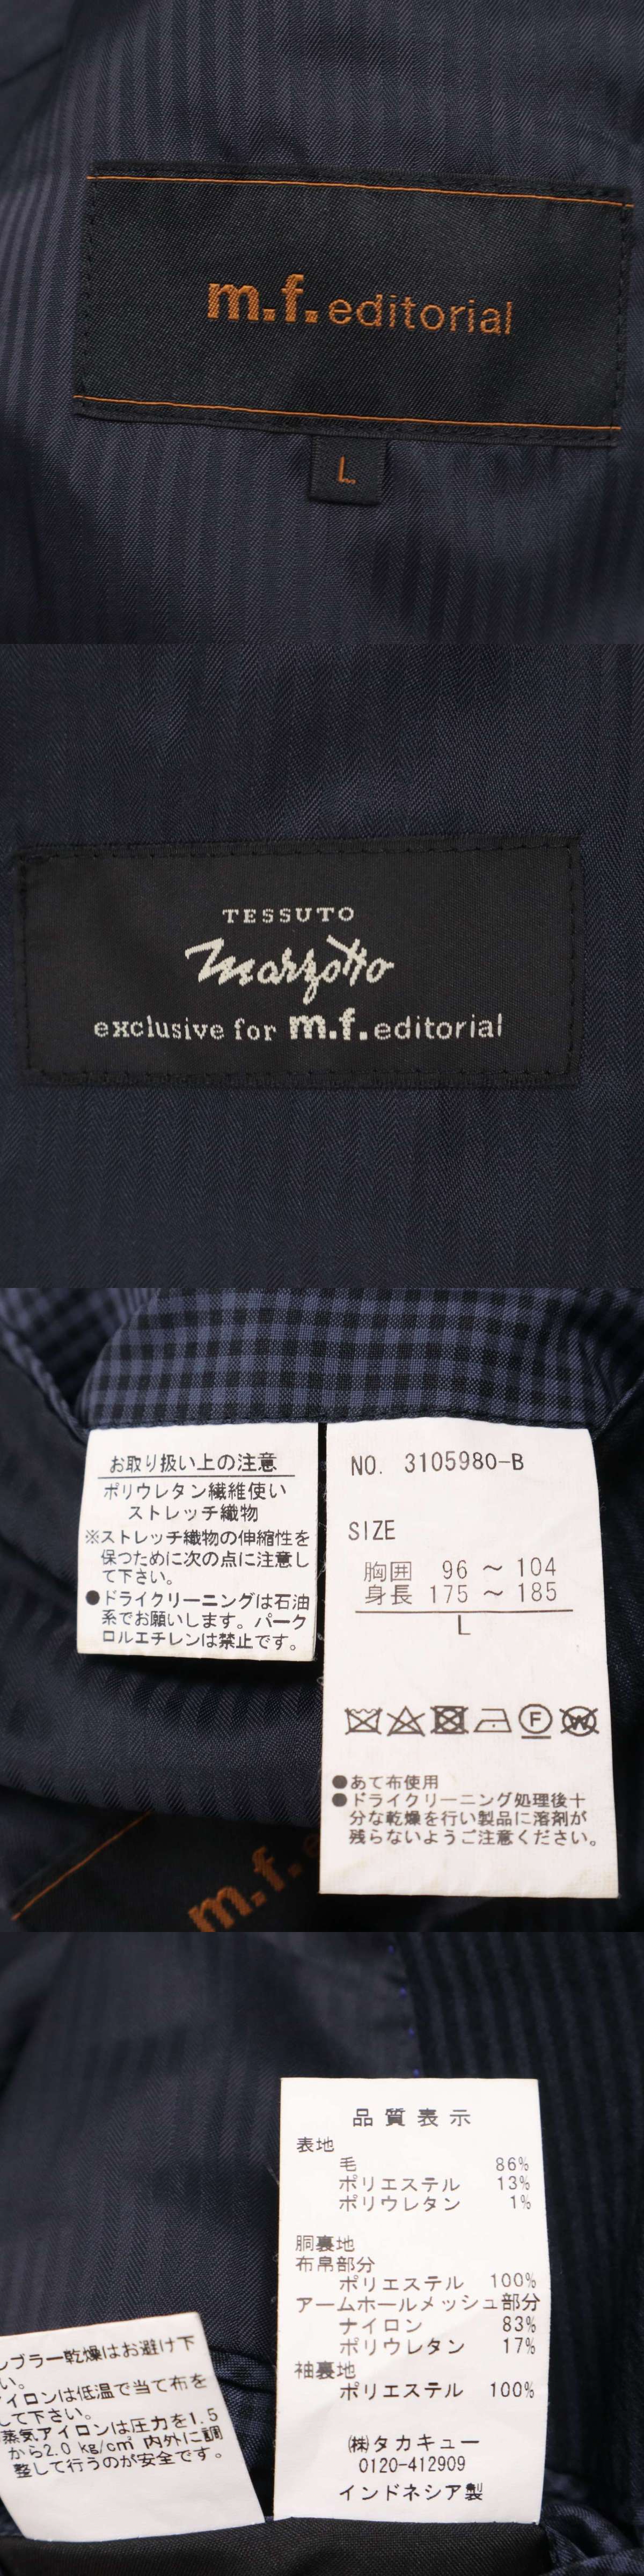 m.f.editorial
L
TESSUTO
Marzotto
exclusive for m.f.editorial
お取り扱い上の注意
ポリウレタン繊維使い
ストレッチ織物
※ストレッチ織物の伸縮性を
保つために次の点に注意し
て下さい。
●ドライクリーニングは石油
系でお願いします。パーク
ロルエチレンは禁止です。
NO. 3105980-B
SIZE
胸囲 96 ～ 104
身長 175 ～ 185
L
F
W
●あて布使用
●ドライクリーニング処理後十
分な乾燥を行い製品に溶剤が
残らないようご注意ください。
m.f.
品質表示
表地
毛 86%
ポリエステル 13%
ポリウレタン 1%
胴裏地
布帛部分
ポリエステル 100%
アームホールメッシュ部分
ナイロン 83%
ポリウレタン 17%
袖裏地
ポリエステル 100%
㈱タカキュー
0120-412909
インドネシア製
ンブラー乾燥はお避け下
い。
イロンは低温で当て布を
して下さい。
蒸気アイロンは圧力を1.5
から2.0 kg/cm² 内外に調
整して行うのが安全です。